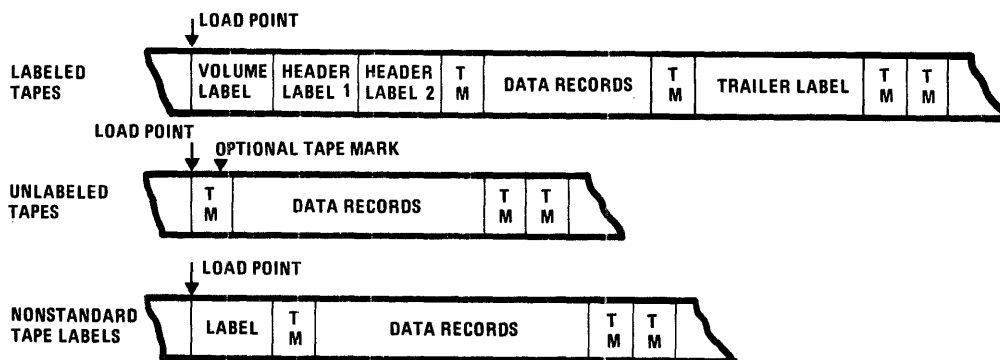 LOAD POINT
LABELED
TAPES
VOLUME
LABEL
HEADER
LABEL 1
HEADER
LABEL 2
T
M
DATA RECORDS
T
M
TRAILER LABEL
T
M
T
M
LOAD POINT
OPTIONAL TAPE MARK
UNLABELED
TAPES
T
M
DATA RECORDS
T
M
T
M
LOAD POINT
NONSTANDARD
TAPE LABELS
LABEL
T
M
DATA RECORDS
T
M
T
M